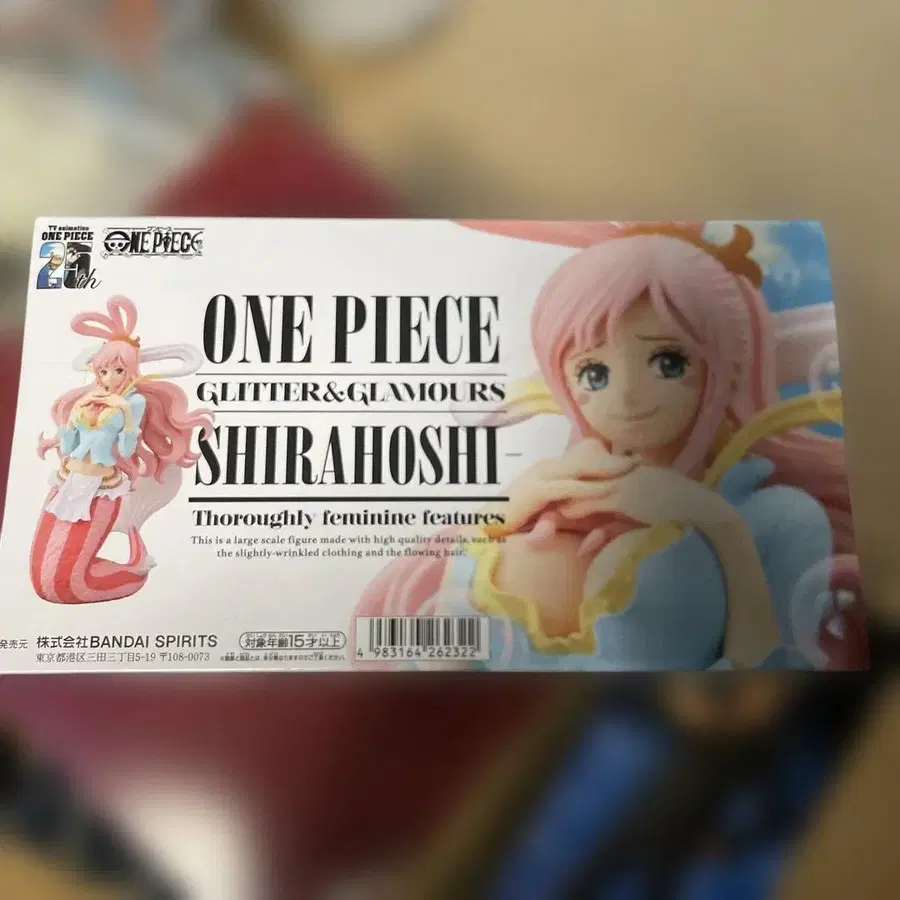 TV animation
ONE PIECE
25th
ONE PIECE
ONE PIECE
GLITTER&GLAMOURS
SHIRAHOSHI-
Thoroughly feminine features
This is a large scale figure made with high quality details, such as
the slightly-wrinkled clothing and the flowing hair.
発売元 株式会社BANDAI SPIRITS
東京都港区三田三丁目5-19 〒108-0073
対象年齢15才以上
4 983164 262322